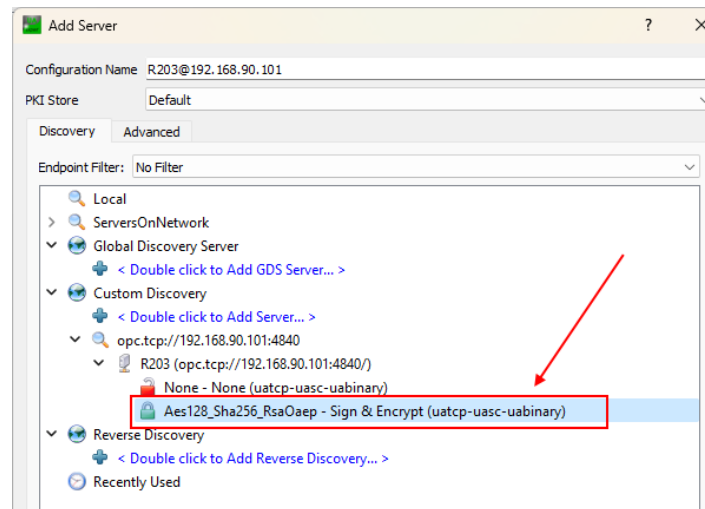 Add Server ? ×
Configuration Name R203@192.168.90.101
PKI Store Default
Discovery Advanced
Endpoint Filter: No Filter
Local
ServersOnNetwork
Global Discovery Server
< Double click to Add GDS Server... >
Custom Discovery
< Double click to Add Server... >
opc.tcp://192.168.90.101:4840
R203 (opc.tcp://192.168.90.101:4840/)
None - None (uatcp-uasc-uabinary)
Aes128_Sha256_RsaOaep - Sign & Encrypt (uatcp-uasc-uabinary)
Reverse Discovery
< Double click to Add Reverse Discovery... >
Recently Used